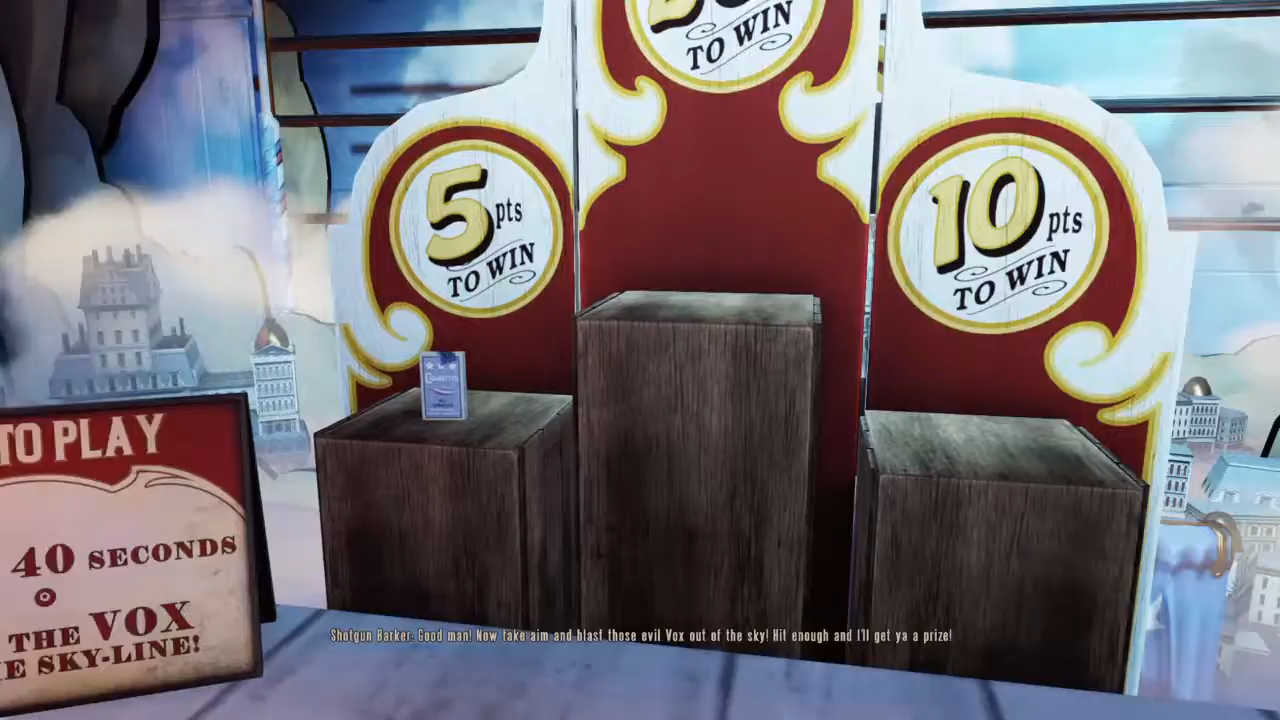 TO WIN
5 pts
TO WIN
10 pts
TO WIN
CIGARETTES
TO PLAY
40 SECONDS
THE VOX
SKY-LINE!
Shotgun Barker: Good man! Now take aim and blast those evil Vox out of the sky! Hit enough and I'll get ya a prize!